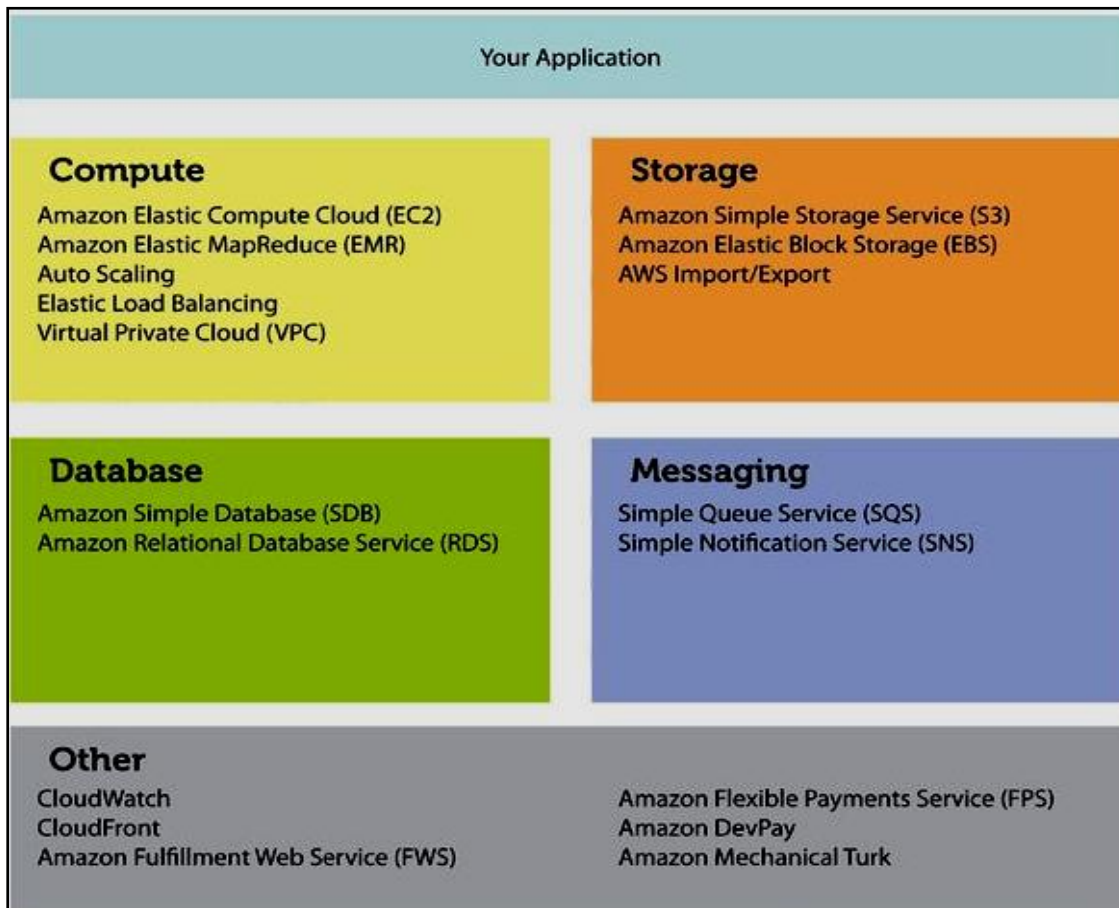 Your Application
Compute
Amazon Elastic Compute Cloud (EC2)
Amazon Elastic MapReduce (EMR)
Auto Scaling
Elastic Load Balancing
Virtual Private Cloud (VPC)
Storage
Amazon Simple Storage Service (S3)
Amazon Elastic Block Storage (EBS)
AWS Import/Export
Database
Amazon Simple Database (SDB)
Amazon Relational Database Service (RDS)
Messaging
Simple Queue Service (SQS)
Simple Notification Service (SNS)
Other
CloudWatch
CloudFront
Amazon Fulfillment Web Service (FWS)
Amazon Flexible Payments Service (FPS)
Amazon DevPay
Amazon Mechanical Turk